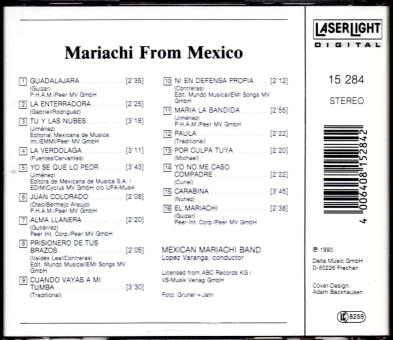 Mariachi From Mexico
1 GUADALAJARA [2'35]
(Guizar)
P.H.A.M./Peer MV GmbH
2 LA ENTERRADORA [2'25]
(Gabriel/Rodriguez)
3 TU Y LAS NUBES [3'18]
(Jiménez)
Editorial Mexicana de Musica
Int./EMMI/Peer MV GmbH
4 LA VERDOLAGA [3'11]
(Fuentes/Cervantes)
5 YO SE QUE LO PEOR [3'43]
(Jiménez)
Editora de Mexicana de Musica S.A. /
EDIM/Cyclus MV GmbH c/o UFA-Musik
6 JUAN COLORADO [2'08]
(Oteo/Bermejo Araujo)
P.H.A.M./Peer MV GmbH
7 ALMA LLANERA [2'20]
(Gutiérrez)
Peer Int. Corp./Peer MV GmbH
8 PRISIONERO DE TUS
BRAZOS [2'05]
(Valdés Leal/Contreras)
Edit. Mundo Musical/EMI Songs MV
GmbH
9 CUANDO VAYAS A MI
TUMBA [3'30]
(Traditional)
10 NI EN DEFENSA PROPIA [2'12]
(Contreras)
Edit. Mundo Musical/EMI Songs MV
GmbH
11 MARIA LA BANDIDA [2'55]
(Jiménez)
12 PAULA [2'22]
(Traditional)
13 POR CULPA TUYA [2'20]
(Michael)
14 YO NO ME CASO
COMPADRE [2'22]
(Curiel)
15 CARABINA [3'45]
(Nunez)
16 EL MARIACHI [2'38]
(Guizar)
Peer Int. Corp./Peer MV GmbH
MEXICAN MARIACHI BAND
Lopez Varanga, conductor
Licensed from ABC Records KG /
VS-Musik Verlag GmbH
Foto: Gruner + Jahr
LASERLIGHT
DIGITAL
15 284
STEREO
4 006408 152842
℗ 1990
Delta Music GmbH
D-50226 Frechen
Cover-Design:
Adam Backhausen
LC 8259